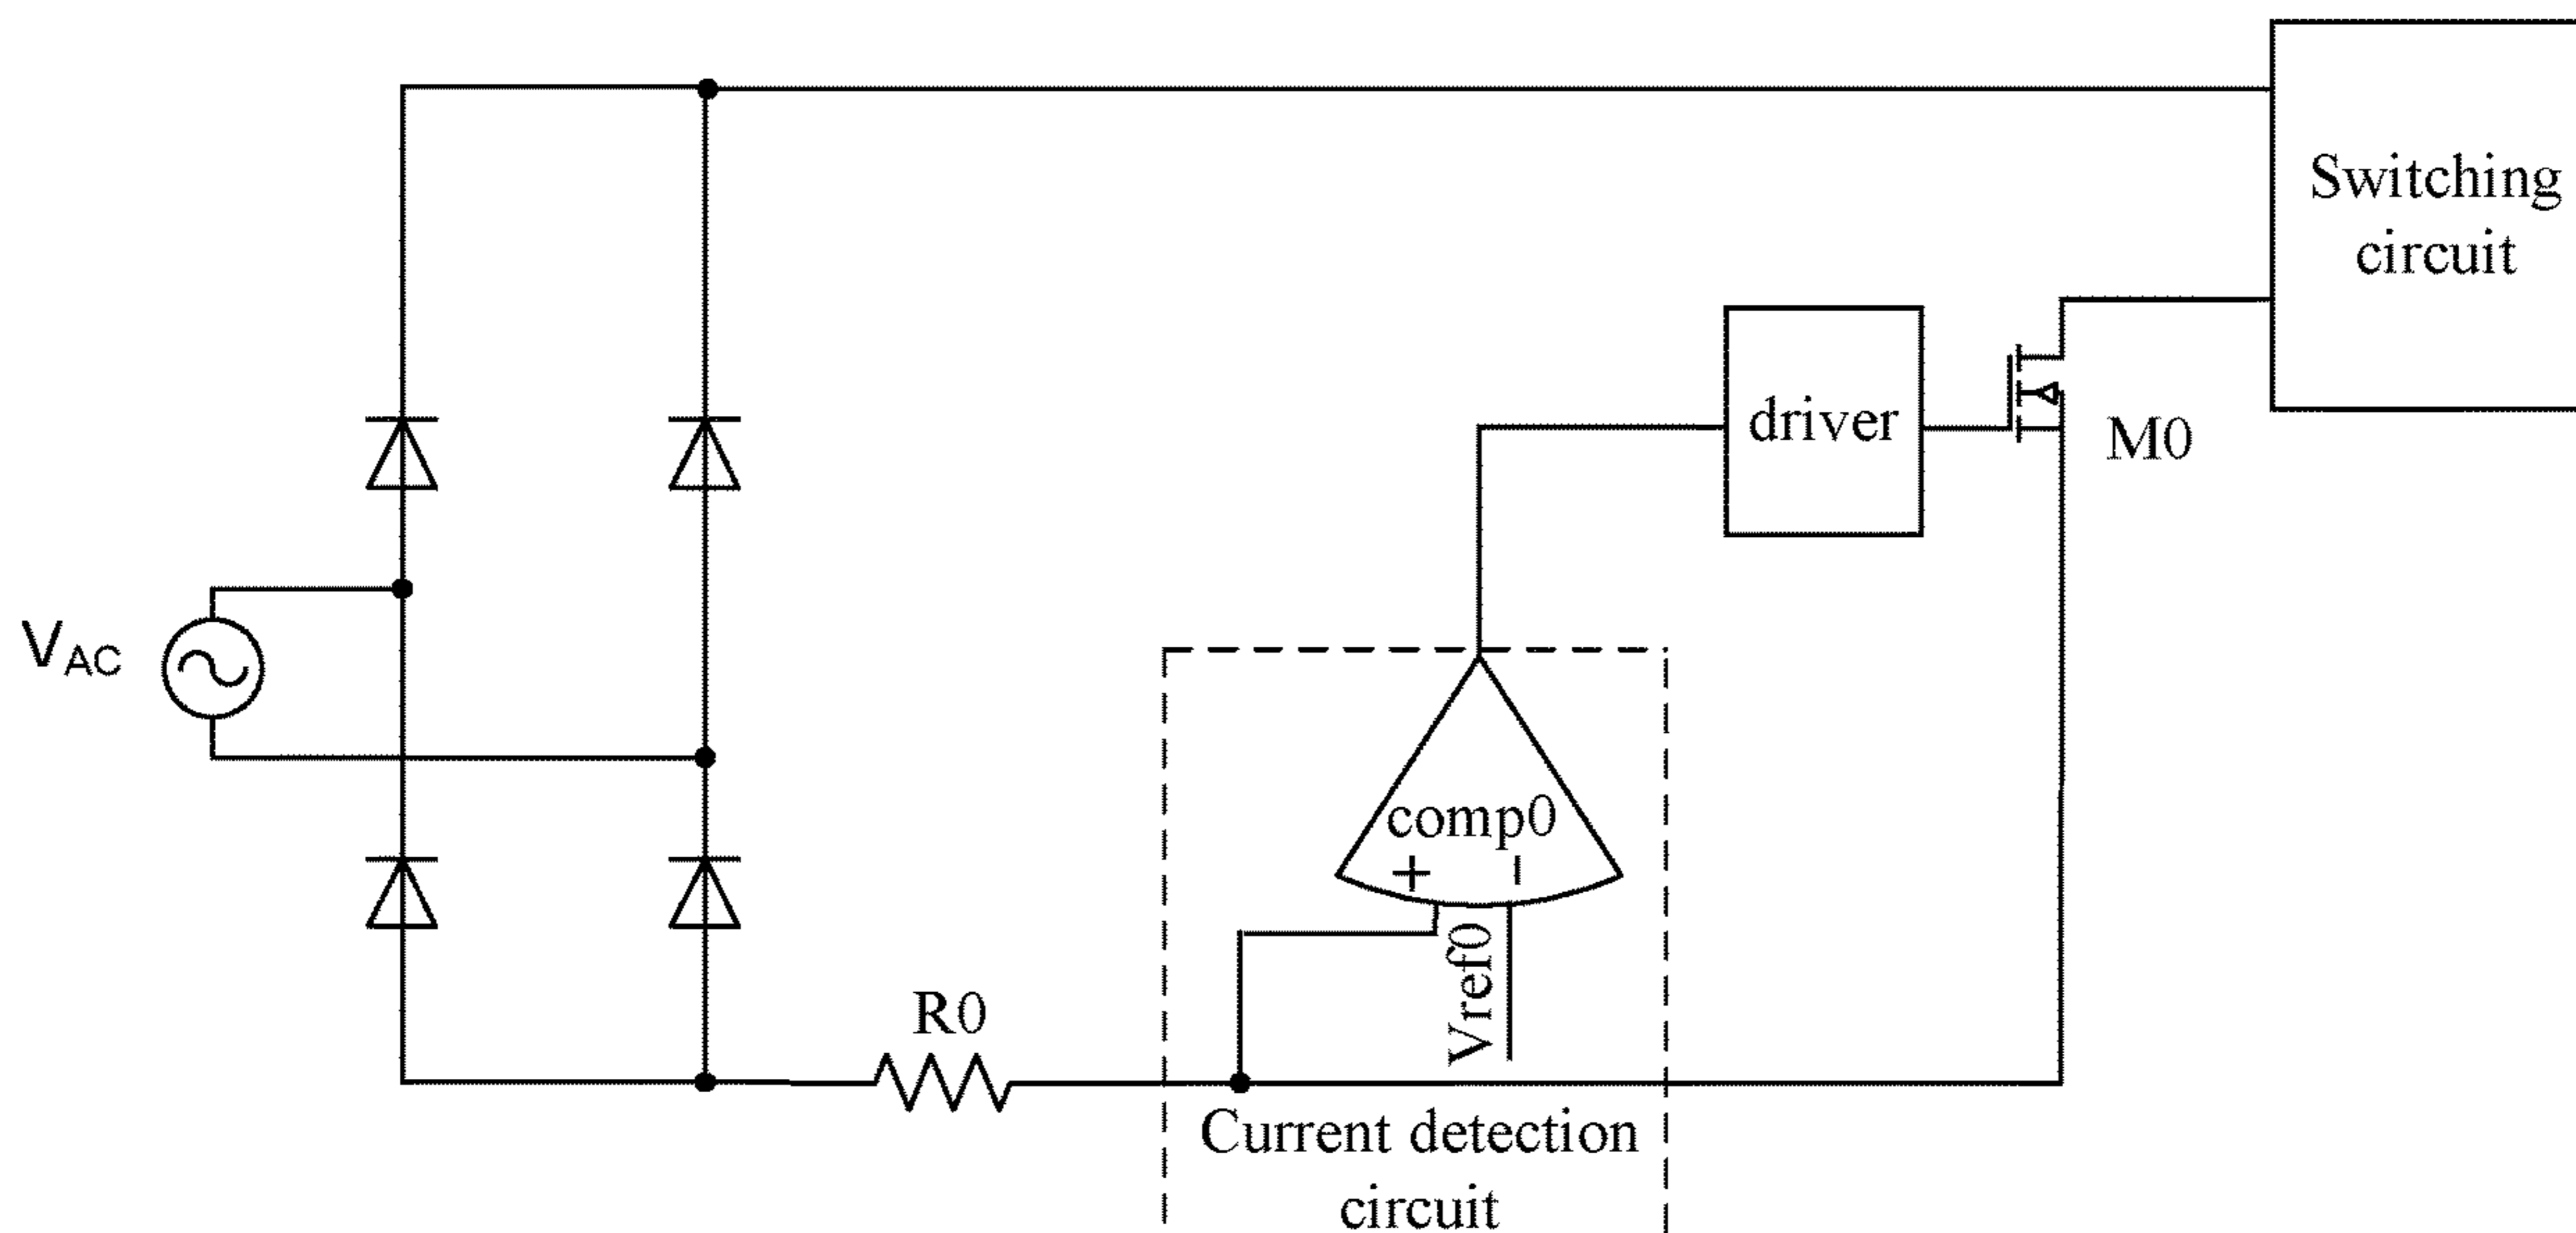 Switching
circuit
driver
M0
VAC
comp0
+ -
Vref0
R0
Current detection
circuit